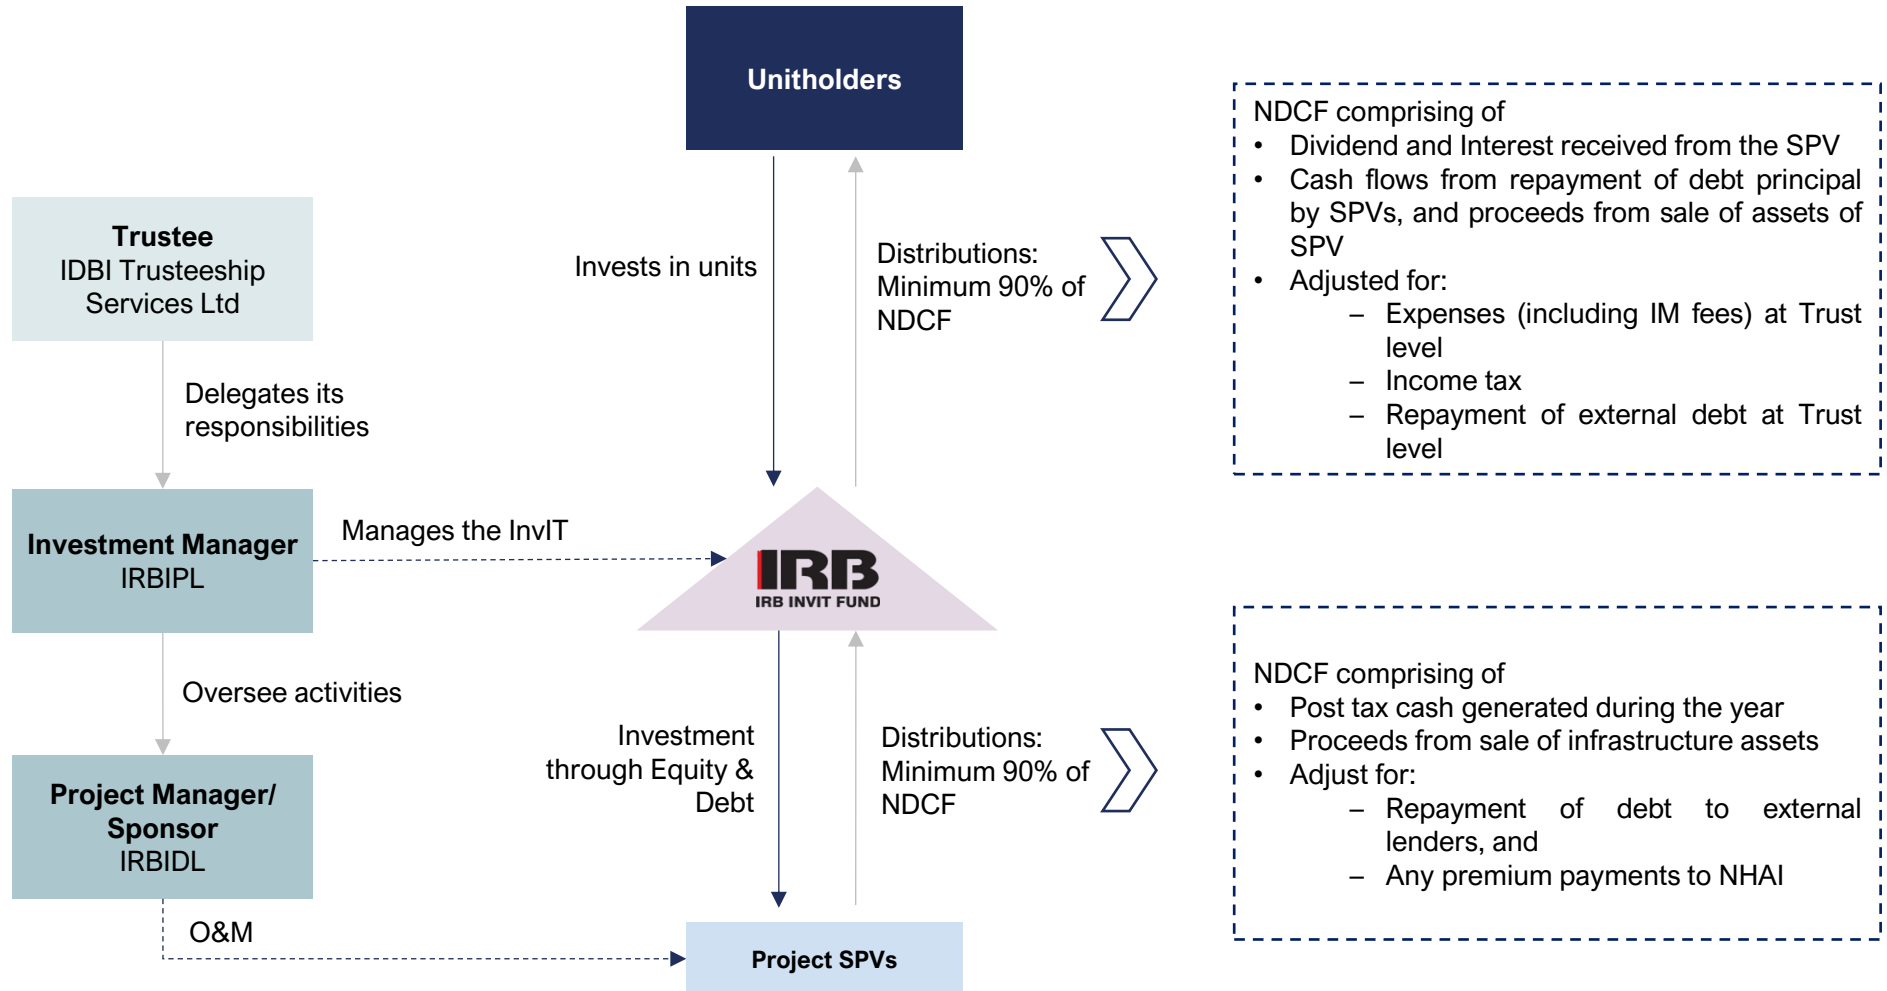 Unitholders
Trustee
IDBI Trusteeship
Services Ltd
Delegates its
responsibilities
Investment Manager
IRBIPL
Manages the InvIT
Oversee activities
Project Manager/
Sponsor
IRBIDL
O&M
Invests in units
Distributions:
Minimum 90% of
NDCF
IRB
IRB INVIT FUND
Investment
through Equity &
Debt
Distributions:
Minimum 90% of
NDCF
Project SPVs
NDCF comprising of
• Dividend and Interest received from the SPV
• Cash flows from repayment of debt principal
by SPVs, and proceeds from sale of assets of
SPV
• Adjusted for:
– Expenses (including IM fees) at Trust
level
– Income tax
– Repayment of external debt at Trust
level
NDCF comprising of
• Post tax cash generated during the year
• Proceeds from sale of infrastructure assets
• Adjust for:
– Repayment of debt to external
lenders, and
– Any premium payments to NHAI